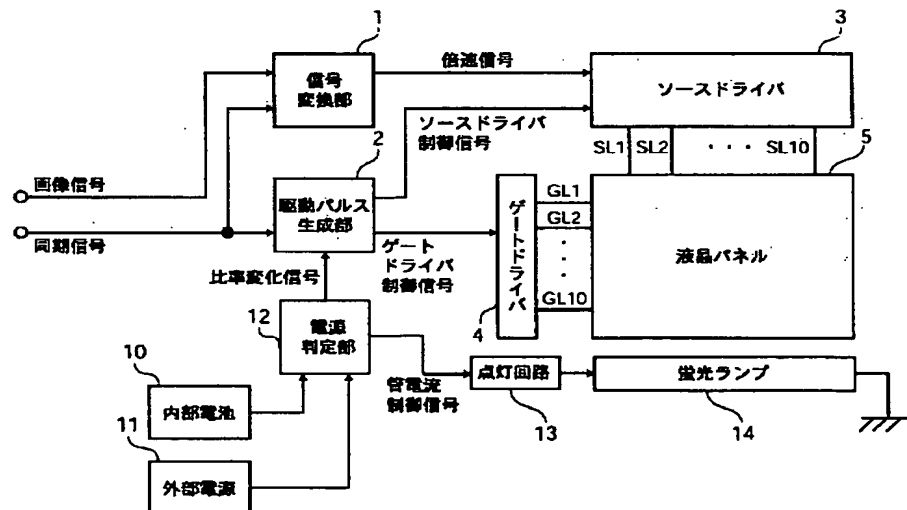 1
信号
変換部
倍速信号
3
ソースドライバ
2
ソースドライバ
制御信号
SL1
SL2
・・・
SL10
5
画像信号
同期信号
駆動パルス
生成部
ゲート
ドライバ
制御信号
ゲートドライバ
4
GL1
GL2
・
・
・
GL10
液晶パネル
比率変化信号
12
電源
判定部
管電流
制御信号
点灯回路
13
蛍光ランプ
14
10
内部電池
11
外部電源